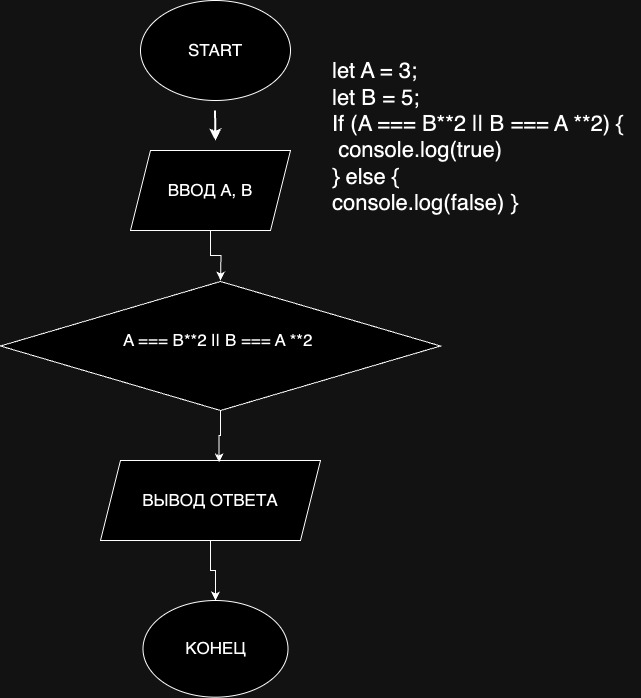 START
let A = 3;
let B = 5;
If (A === B**2 || B === A **2) {
console.log(true)
} else {
console.log(false) }
ВВОД A, B
A === B**2 || B === A **2
ВЫВОД ОТВЕТА
КОНЕЦ